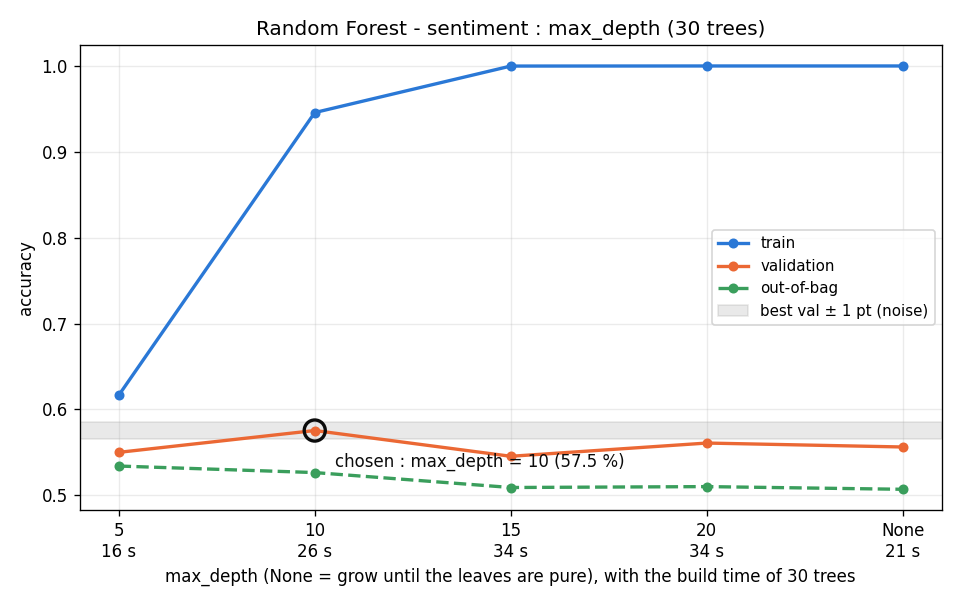 Random Forest - sentiment : max_depth (30 trees)
accuracy
1.0
0.9
0.8
0.7
0.6
0.5
train
validation
out-of-bag
best val ± 1 pt (noise)
chosen : max_depth = 10 (57.5 %)
5 10 15 20 None
16 s 26 s 34 s 34 s 21 s
max_depth (None = grow until the leaves are pure), with the build time of 30 trees